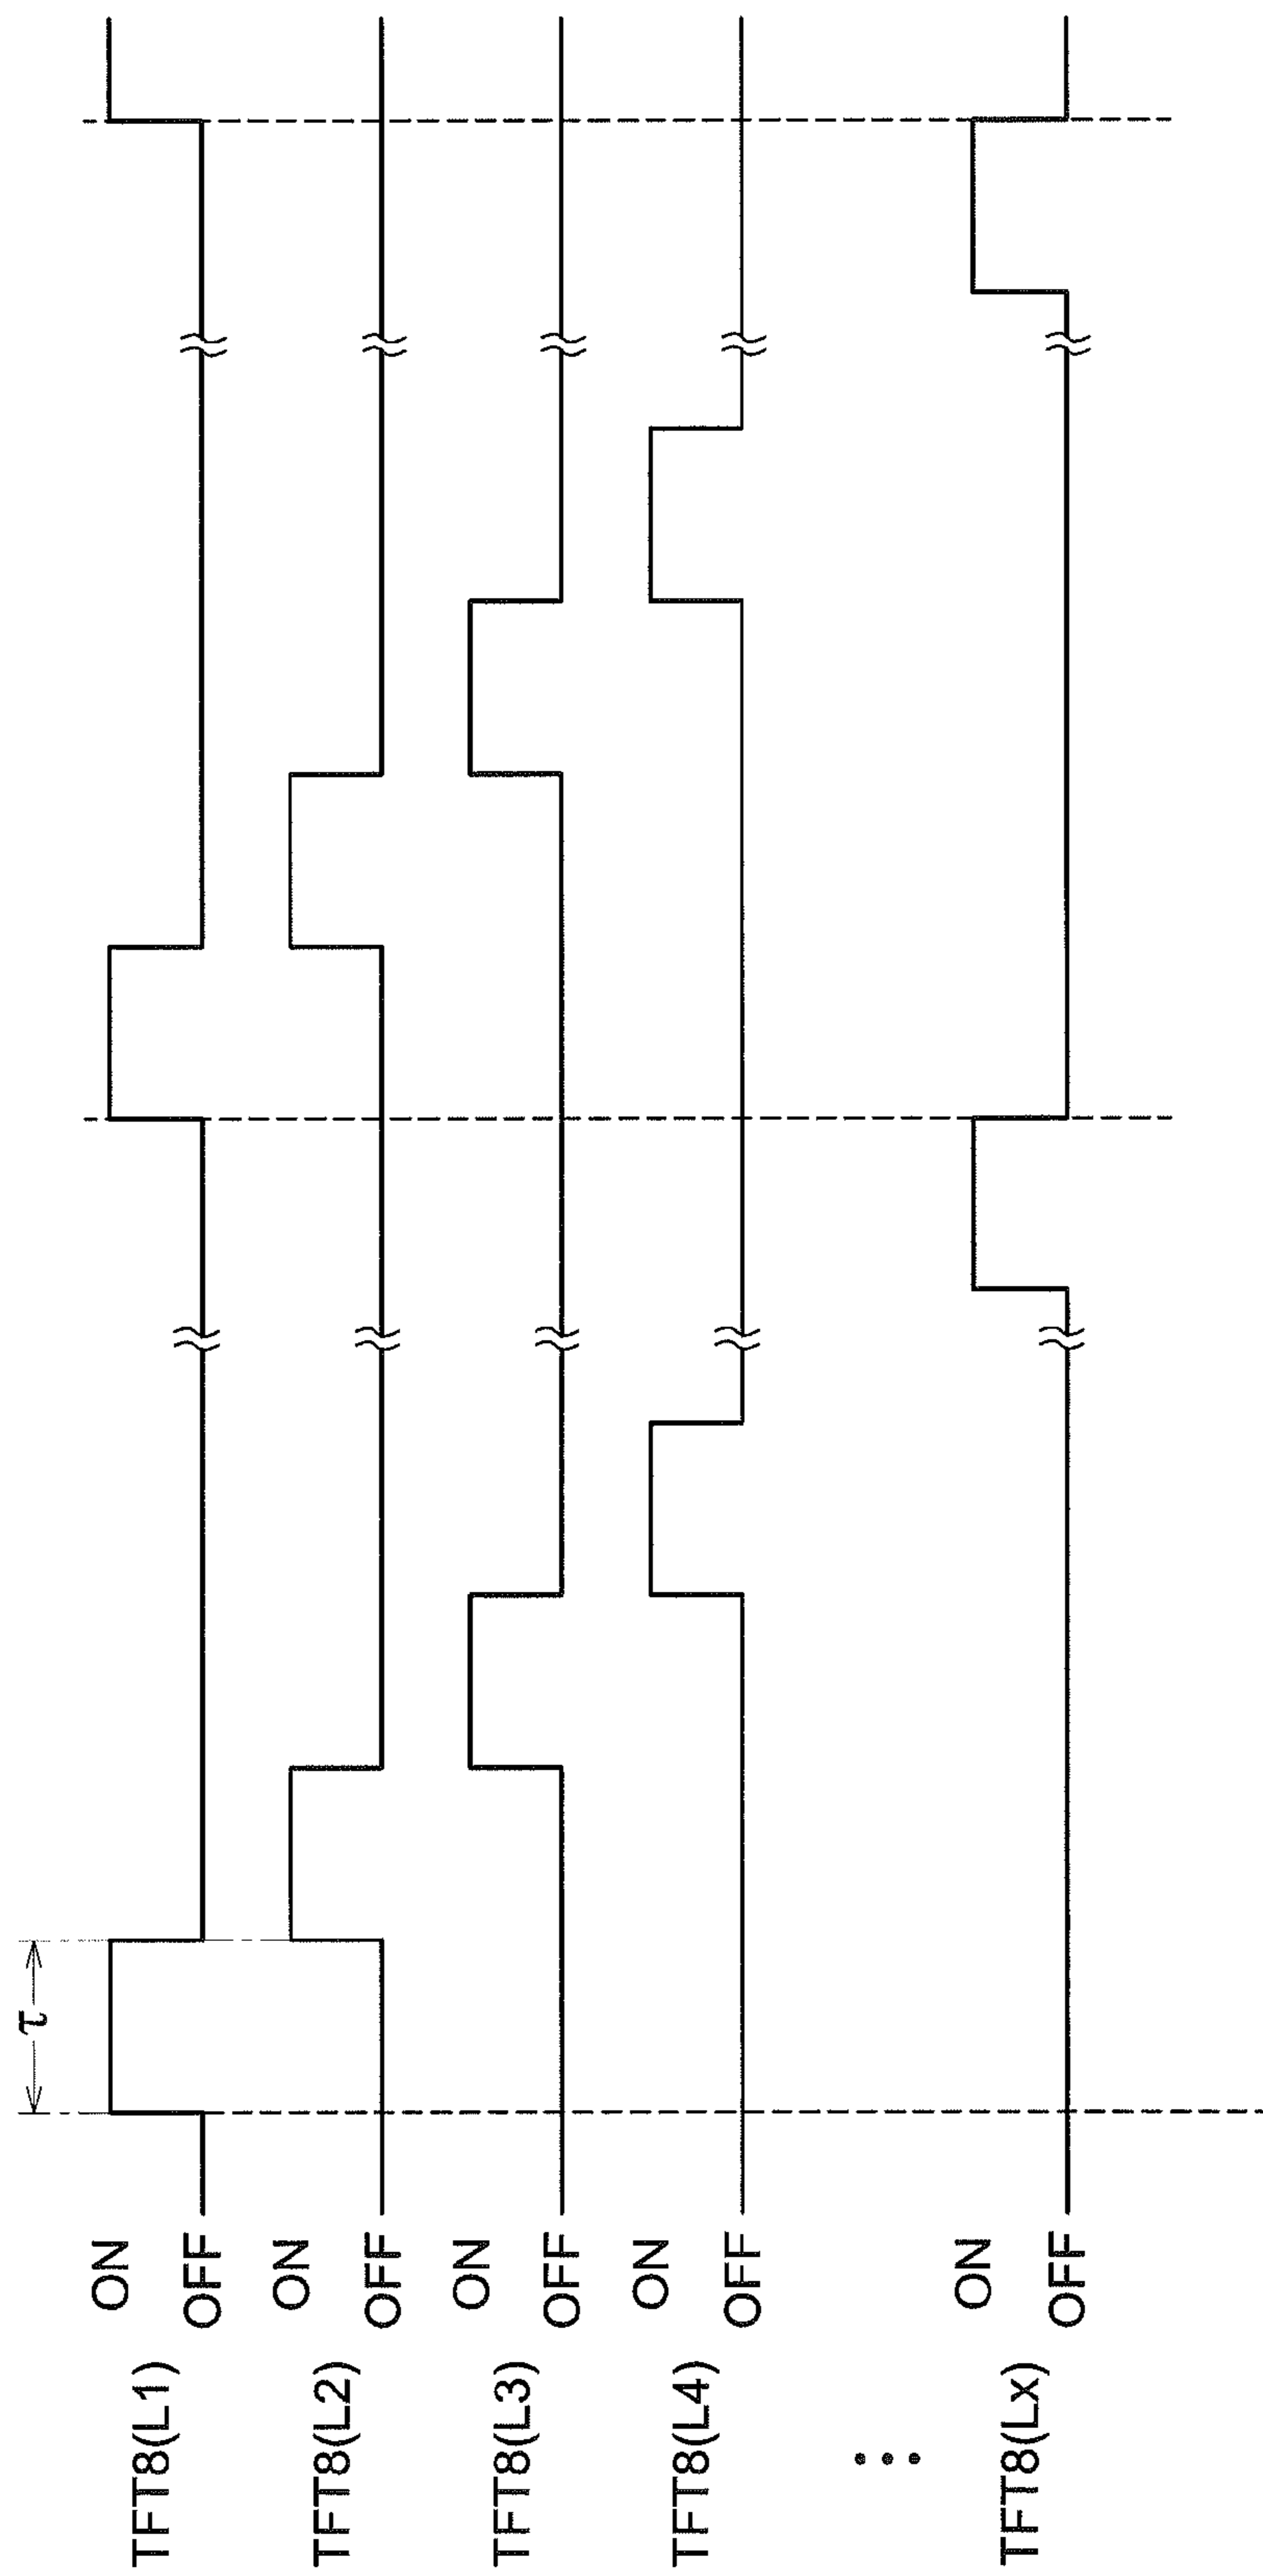 τ
TFT8(L1)
ON
OFF
TFT8(L2)
ON
OFF
TFT8(L3)
ON
OFF
TFT8(L4)
ON
OFF
⋮
TFT8(Lx)
ON
OFF